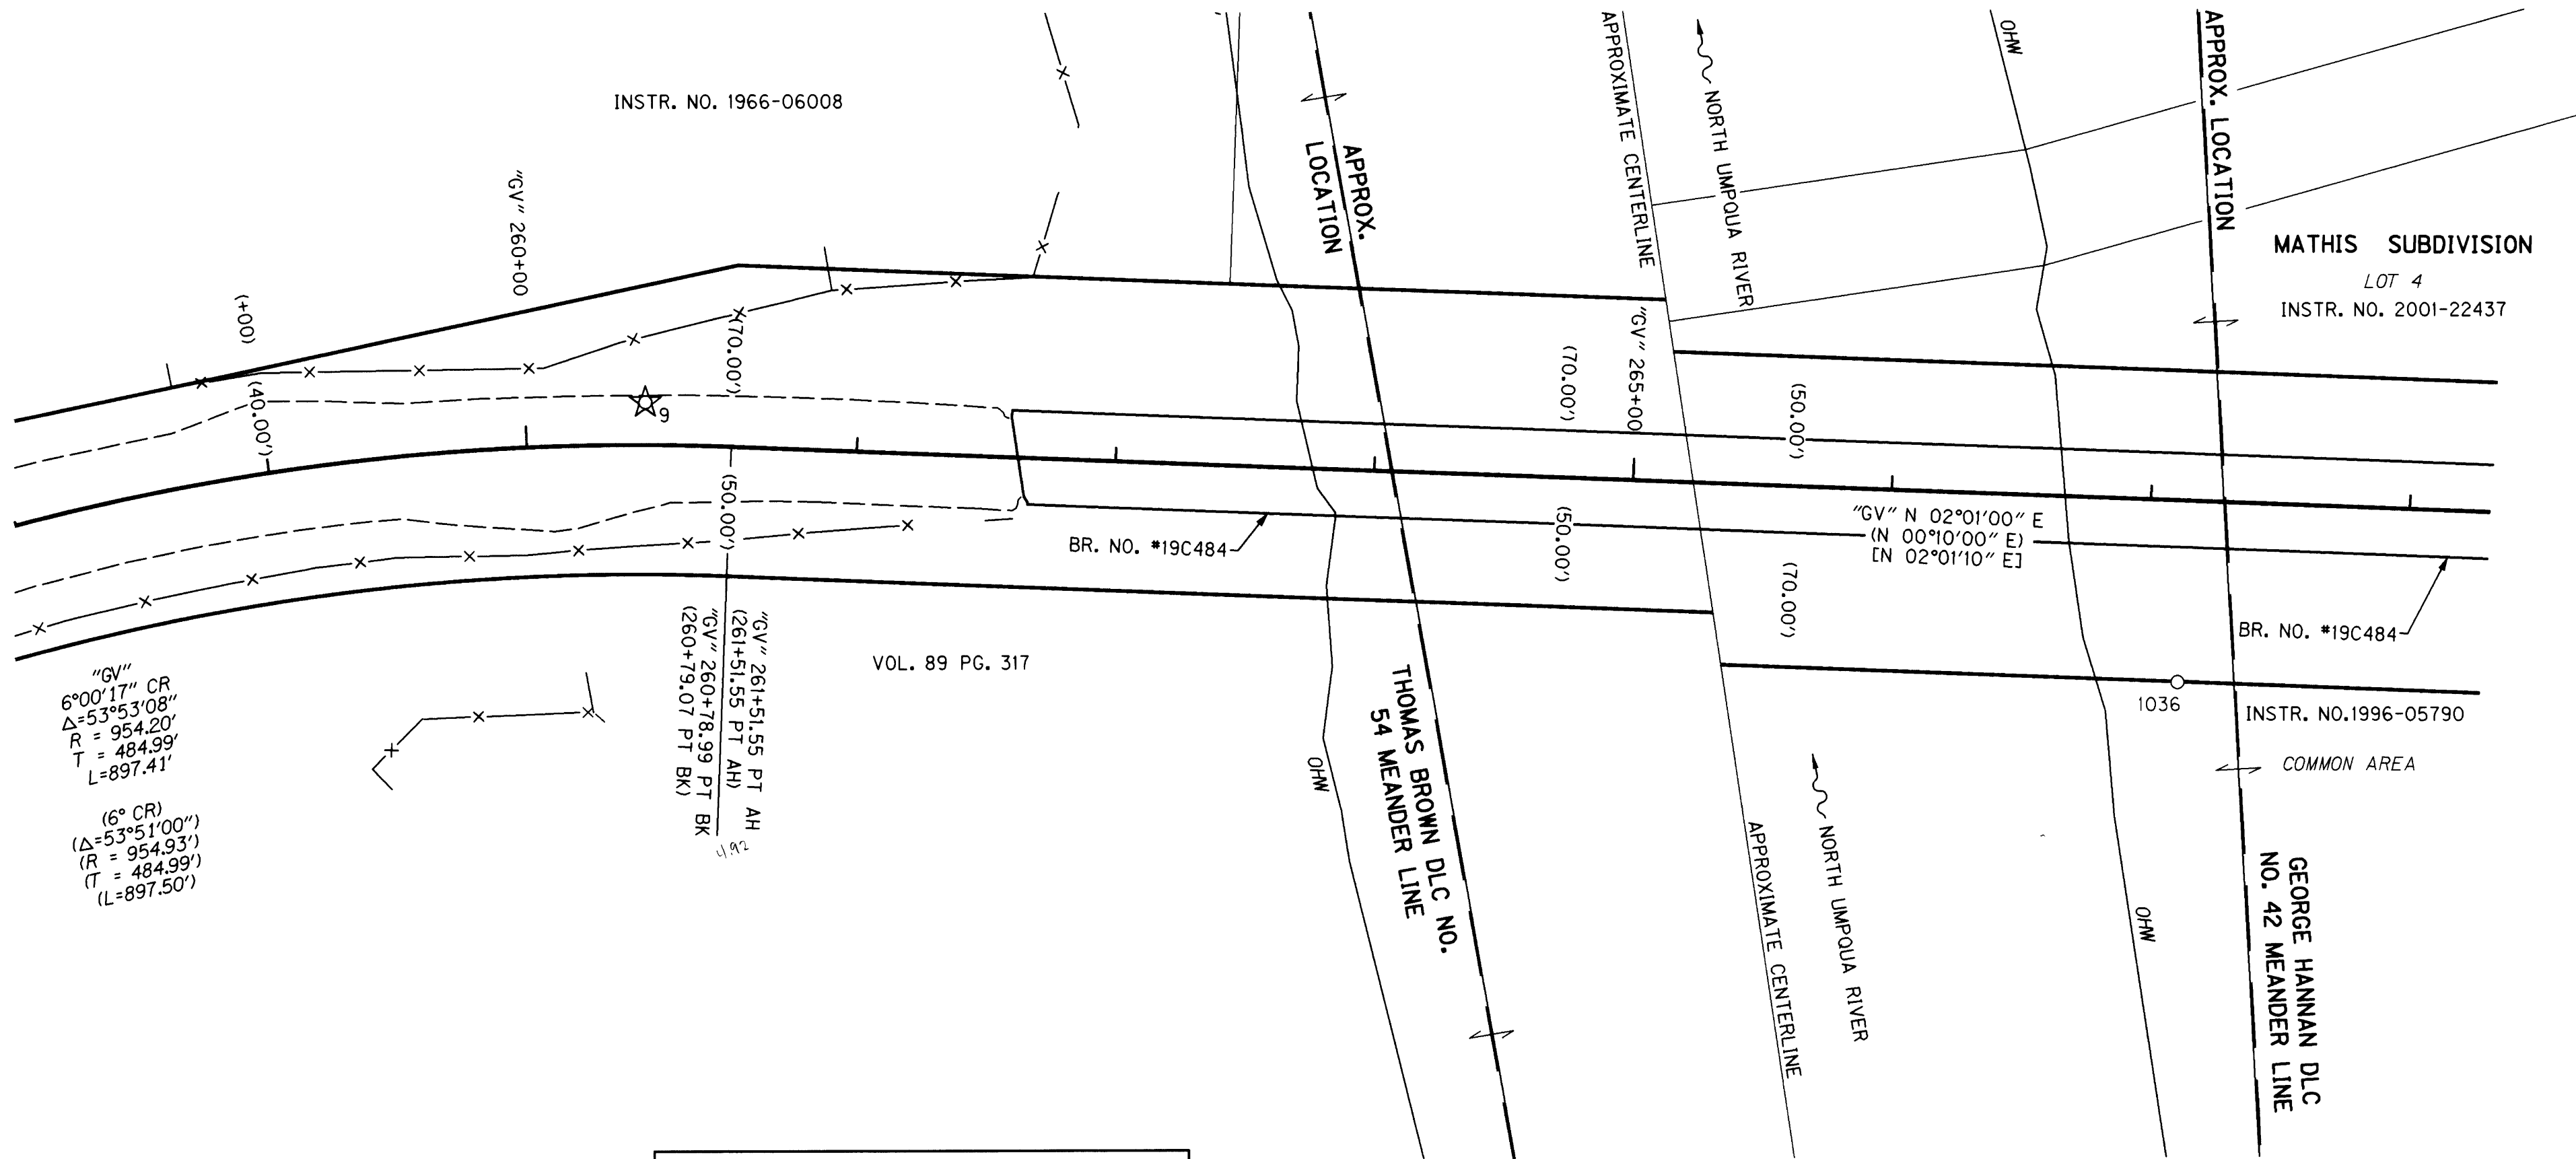 INSTR. NO. 1966-06008
"GV" 260+00
(+00)
(40.00')
(70.00')
9
(50.00')
"GV" 261+51.55 PT AH
(261+51.55 PT AH)
"GV" 260+78.99 PT BK
(260+79.07 PT BK)
4.92
"GV"
6°00'17" CR
Δ=53°53'08"
R = 954.20'
T = 484.99'
L=897.41'
(6° CR)
(Δ=53°51'00")
(R = 954.93')
(T = 484.99')
(L=897.50')
VOL. 89 PG. 317
BR. NO. #19C484
APPROX.
LOCATION
THOMAS BROWN DLC NO.
54 MEANDER LINE
OHW
(70.00')
"GV" 265+00
(50.00')
APPROXIMATE CENTERLINE
NORTH UMPQUA RIVER
(50.00')
(70.00')
"GV" N 02°01'00" E
(N 00°10'00" E)
[N 02°01'10" E]
APPROXIMATE CENTERLINE
NORTH UMPQUA RIVER
OHW
OHW
APPROX. LOCATION
MATHIS SUBDIVISION
LOT 4
INSTR. NO. 2001-22437
BR. NO. #19C484
1036
INSTR. NO.1996-05790
COMMON AREA
GEORGE HANNAN DLC
NO. 42 MEANDER LINE